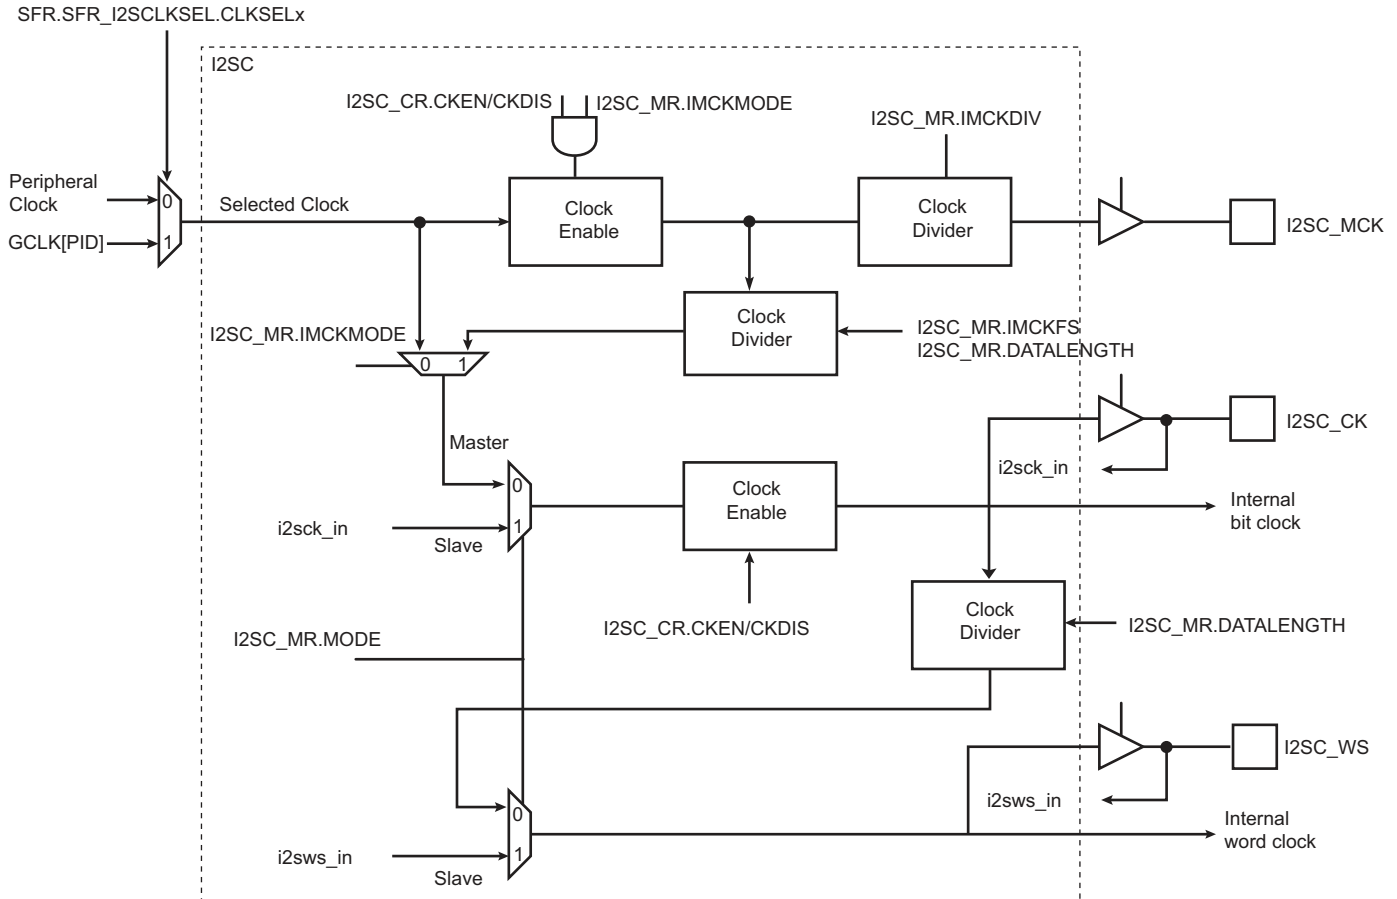 SFR.SFR_I2SCLKSEL.CLKSELx
I2SC
I2SC_CR.CKEN/CKDIS
I2SC_MR.IMCKMODE
I2SC_MR.IMCKDIV
Peripheral
Clock
0
Selected Clock
Clock
Enable
Clock
Divider
GCLK[PID]
1
I2SC_MCK
I2SC_MR.IMCKMODE
Clock
Divider
I2SC_MR.IMCKFS
I2SC_MR.DATALENGTH
0
1
I2SC_CK
Master
i2sck_in
0
Clock
Enable
Internal
bit clock
i2sck_in
1
Slave
Clock
Divider
I2SC_CR.CKEN/CKDIS
I2SC_MR.DATALENGTH
I2SC_MR.MODE
I2SC_WS
i2sws_in
0
Internal
word clock
i2sws_in
1
Slave